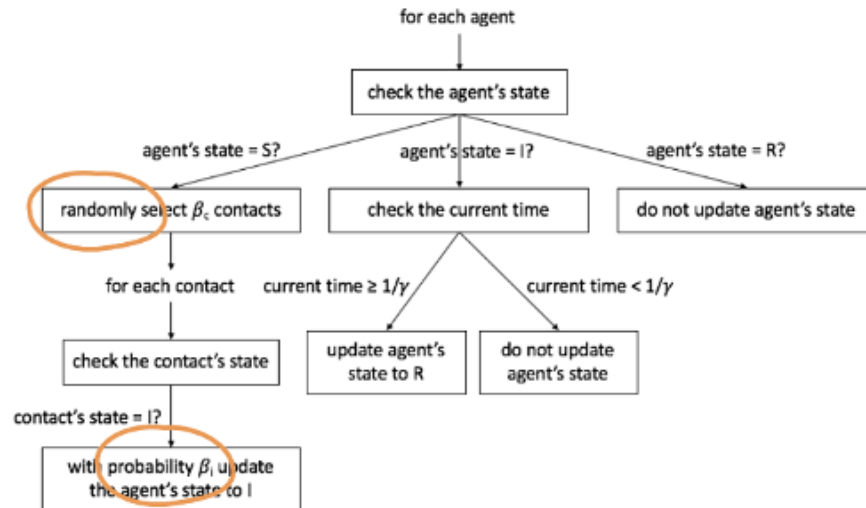 for each agent
check the agent's state
agent's state = S?
agent's state = I?
agent's state = R?
randomly select βc contacts
check the current time
do not update agent's state
for each contact
current time ≥ 1/γ
current time < 1/γ
check the contact's state
update agent's
state to R
do not update
agent's state
contact's state = I?
with probability βi update
the agent's state to I